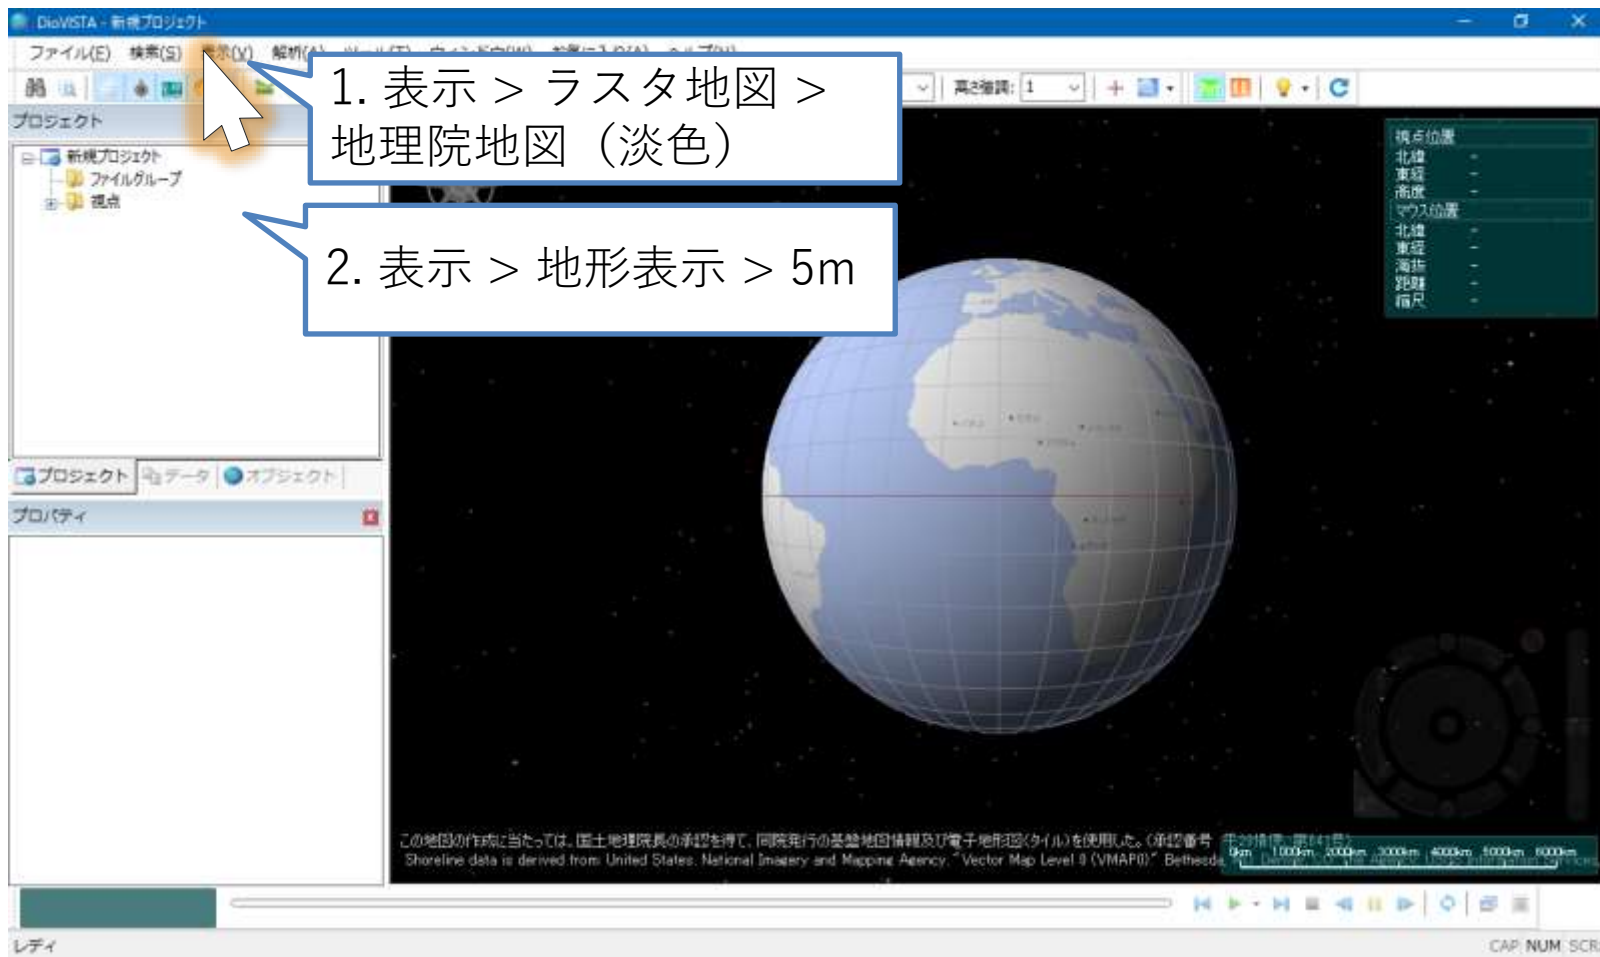 DioVISTA - 新規プロジェクト
ファイル(E) 検索(S) 表示(V) 解析(A)
1. 表示 > ラスタ地図 >
地理院地図（淡色）
高さ強調: 1
プロジェクト
新規プロジェクト
ファイルグループ
視点
2. 表示 > 地形表示 > 5m
視点位置
北緯 -
東経 -
高度 -
マウス位置
北緯 -
東経 -
海抜 -
距離 -
縮尺 -
プロジェクト データ オブジェクト
プロパティ
この地図の作成に当たっては、国土地理院長の承認を得て、同院発行の基盤地図情報及び電子地形図(タイル)を使用した。(承認番号
Shoreline data is derived from: United States. National Imagery and Mapping Agency. "Vector Map Level 0 (VMAP0)" Bethesda
0km 1000km 2000km 3000km 4000km 5000km 6000km
レディ
CAP NUM SCR